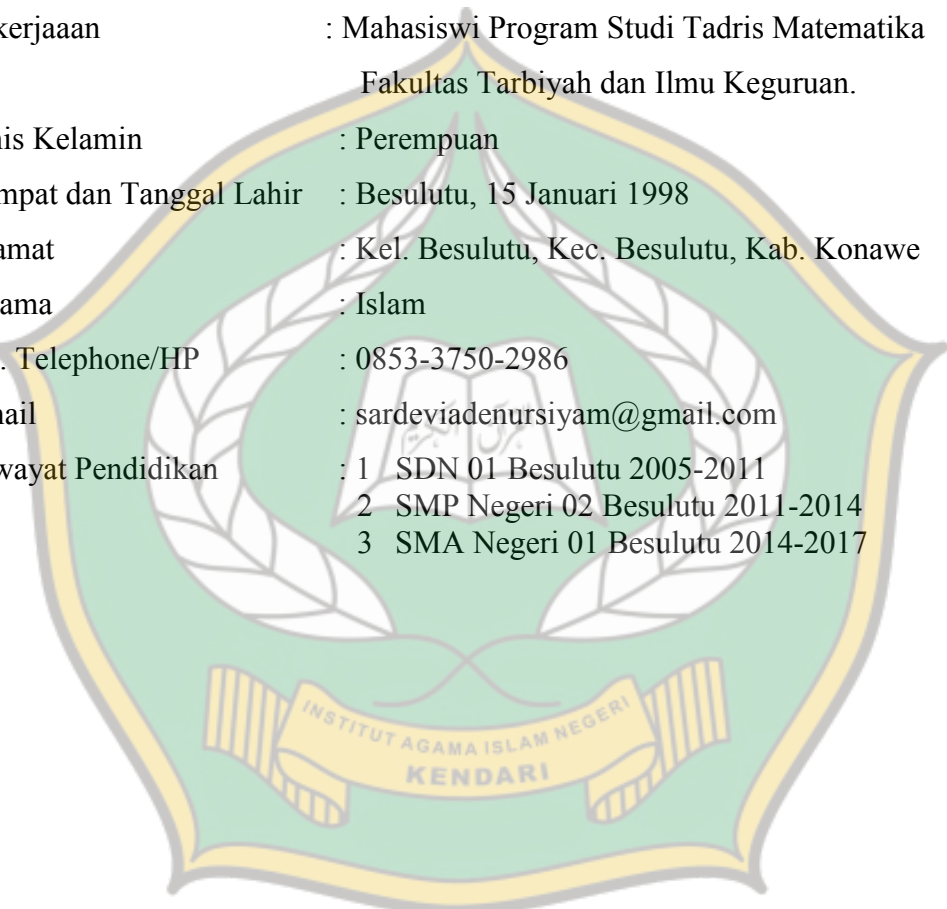 kerjaaan : Mahasiswi Program Studi Tadris Matematika
Fakultas Tarbiyah dan Ilmu Keguruan.
nis Kelamin : Perempuan
mpat dan Tanggal Lahir : Besulutu, 15 Januari 1998
amat : Kel. Besulutu, Kec. Besulutu, Kab. Konawe
ama : Islam
. Telephone/HP : 0853-3750-2986
nail : sardeviadenursiyam@gmail.com
wayat Pendidikan : 1 SDN 01 Besulutu 2005-2011
2 SMP Negeri 02 Besulutu 2011-2014
3 SMA Negeri 01 Besulutu 2014-2017
INSTITUT AGAMA ISLAM NEGERI
KENDARI